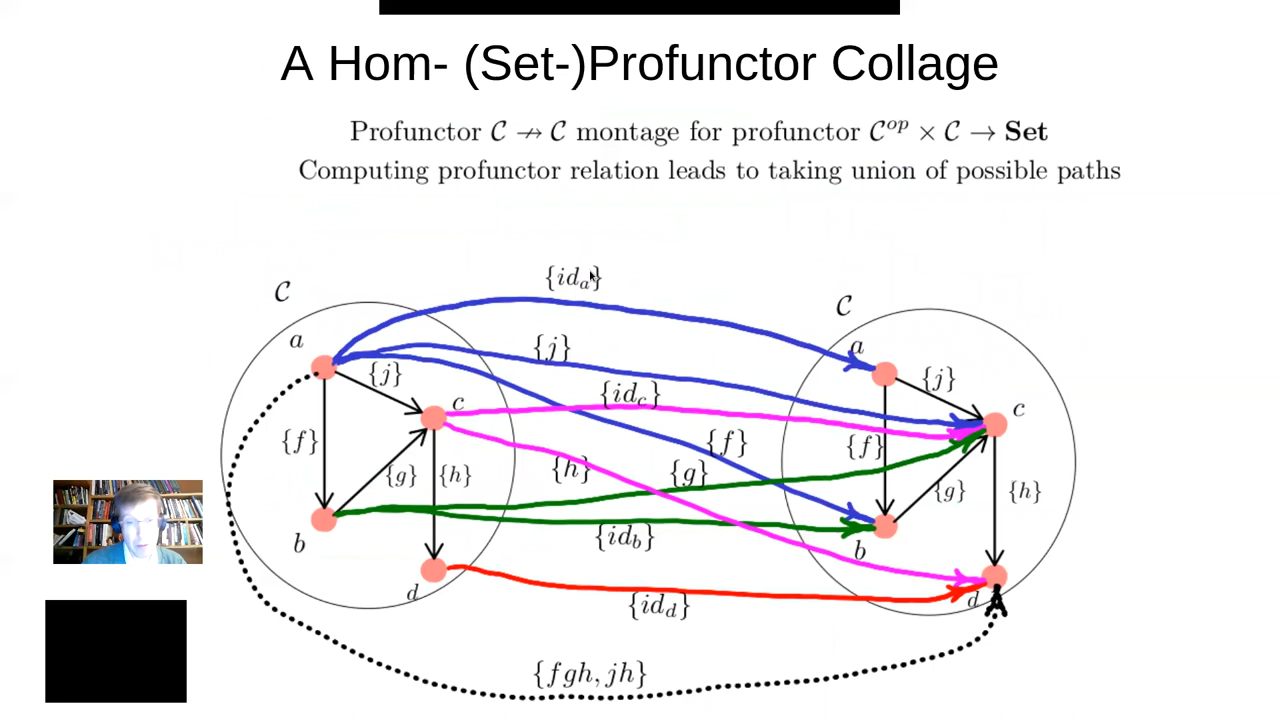 A Hom- (Set-)Profunctor Collage
Profunctor 𝒞 ↛ 𝒞 montage for profunctor 𝒞^{op} × 𝒞 → Set
Computing profunctor relation leads to taking union of possible paths
{id_a}
𝒞
𝒞
a
{j}
a
{j}
{j}
{id_c}
c
c
{f}
{g}
{h}
{h}
{g}
{f}
{f}
{g}
{h}
b
{id_b}
b
d
{id_d}
d
{fgh, jh}